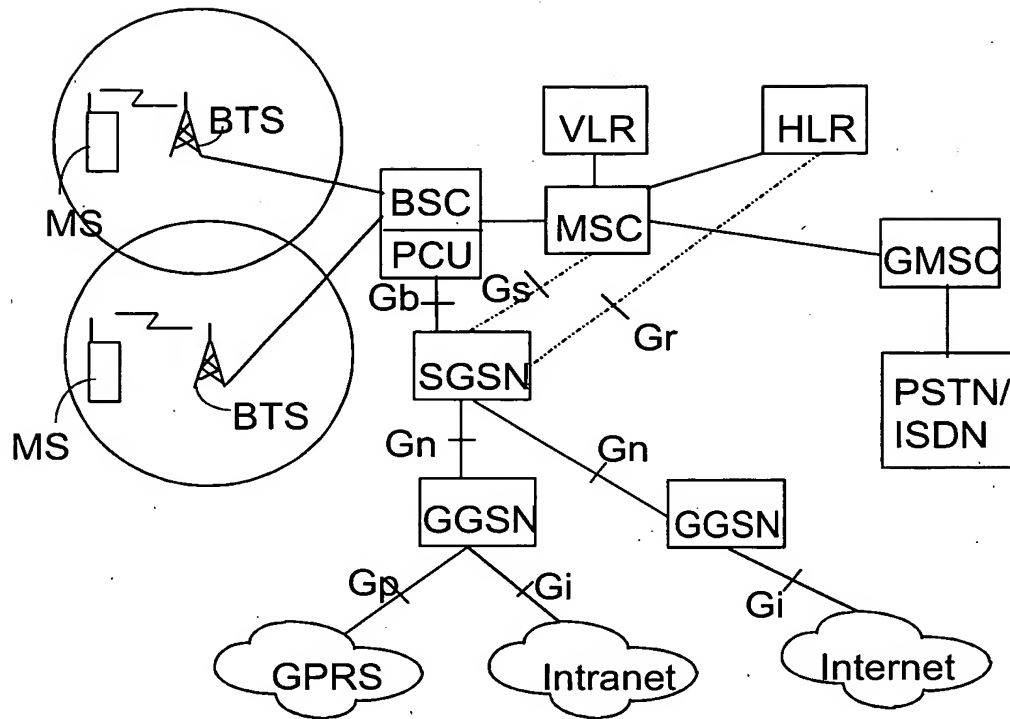 BTS
VLR
HLR
MS
BSC
MSC
PCU
GMSC
Gb
Gs
Gr
SGSN
PSTN/
ISDN
BTS
MS
Gn
Gn
GGSN
GGSN
Gp
Gi
Gi
GPRS
Intranet
Internet